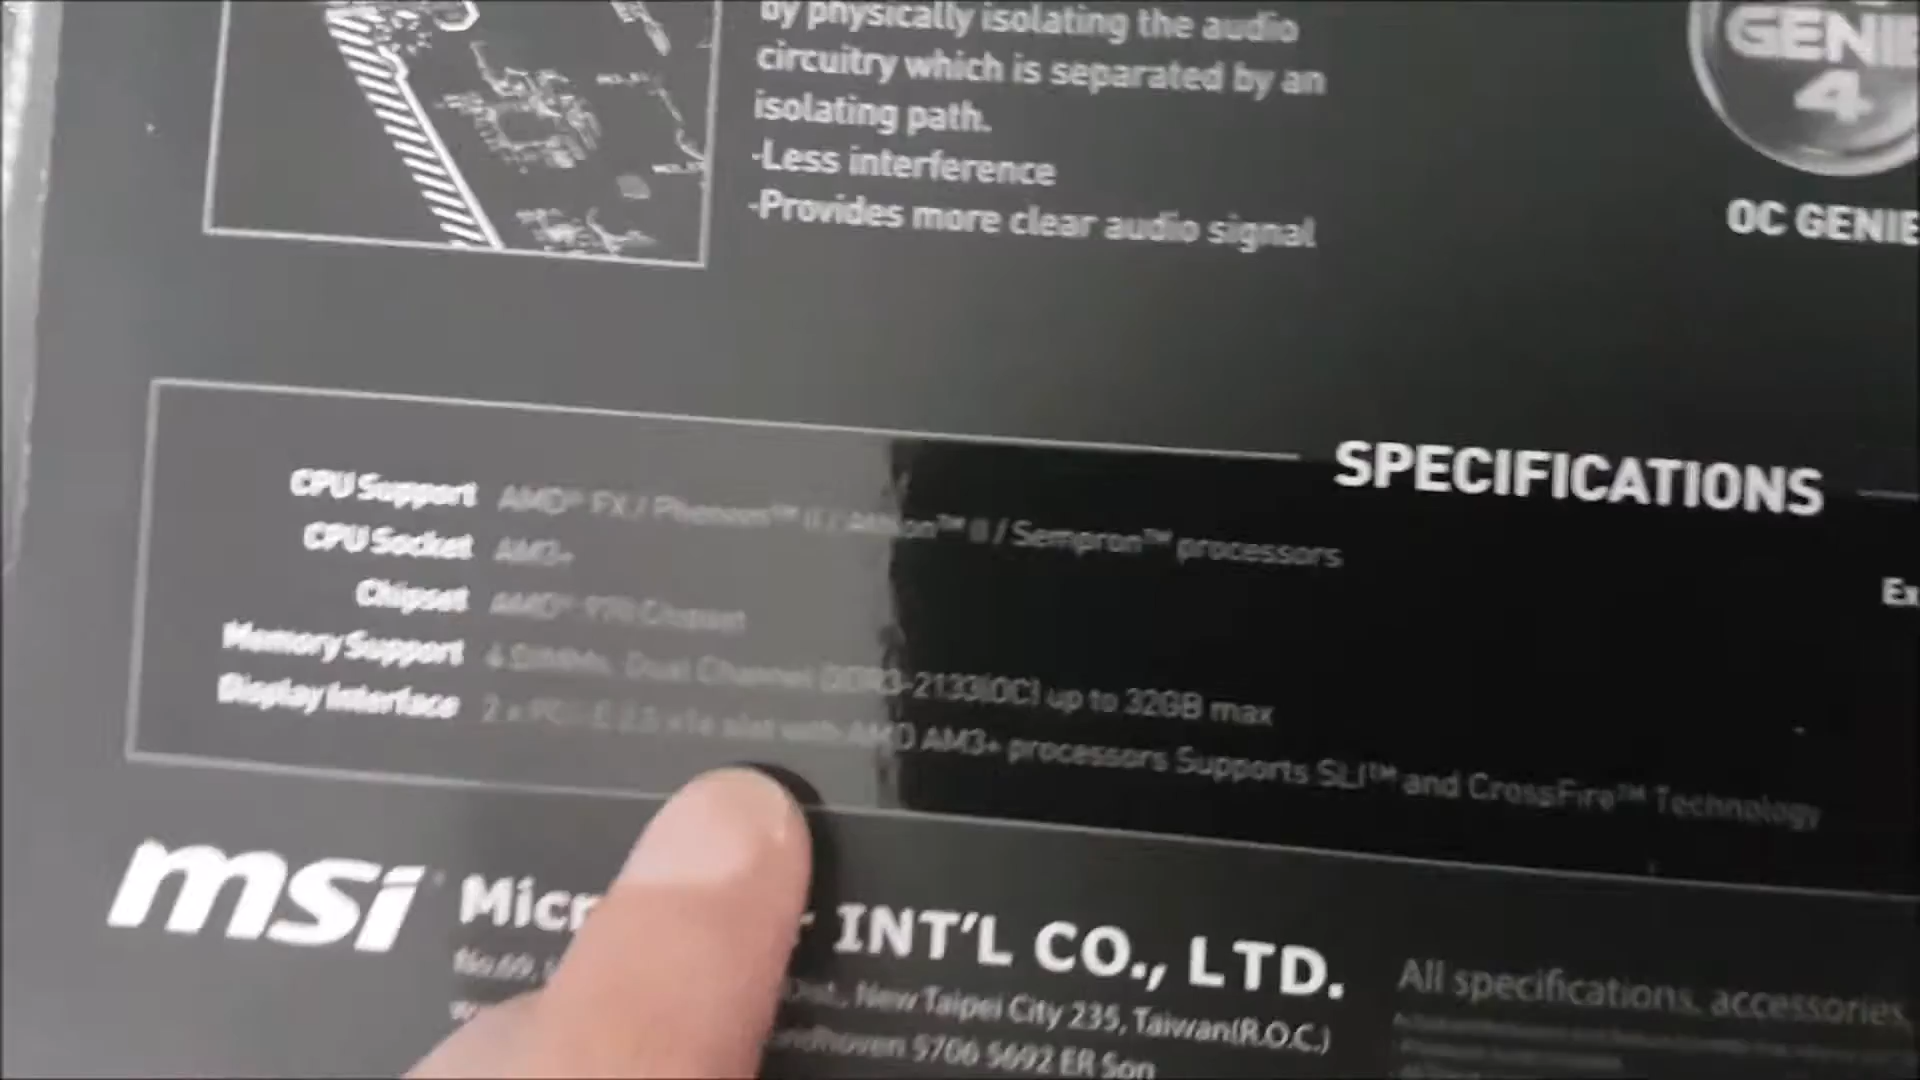 by physically isolating the audio
circuitry which is separated by an
isolating path.
-Less interference
-Provides more clear audio signal
GENIE
4
OC GENIE
SPECIFICATIONS
CPU Support AMD® FX / Phenom™ II / Athlon™ II / Sempron™ processors
CPU Socket AM3+
Chipset AMD® 970 Chipset
Memory Support 4 DIMMs, Dual Channel DDR3-2133(OC) up to 32GB max
Display Interface 2 x PCI-E 2.0 x16 slot with AMD AM3+ processors Supports SLI™ and CrossFire™ Technology
Ex
msi
Micr INT'L CO., LTD.
No.69, Dist., New Taipei City 235, Taiwan(R.O.C.)
5706 5692 ER Son
All specifications, accessories,